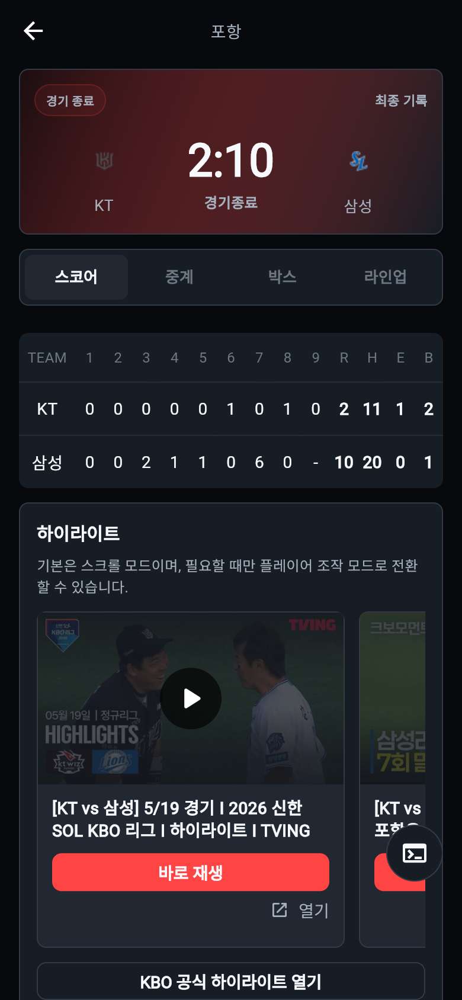 포항
경기 종료
최종 기록
2:10
KT
경기종료
삼성
스코어 중계 박스 라인업
TEAM 1 2 3 4 5 6 7 8 9 R H E B
KT 0 0 0 0 0 1 0 1 0 2 11 1 2
삼성 0 0 2 1 1 0 6 0 - 10 20 0 1
하이라이트
기본은 스크롤 모드이며, 필요할 때만 플레이어 조작 모드로 전환
할 수 있습니다.
신한 SOL
KBO 리그
TVING
05월 19일 | 정규리그
HIGHLIGHTS
kt wiz
Lions
[KT vs 삼성] 5/19 경기 I 2026 신한
SOL KBO 리그 I 하이라이트 I TVING
바로 재생
열기
크보모먼트
삼성라
7회 말
[KT vs
포항
KBO 공식 하이라이트 열기